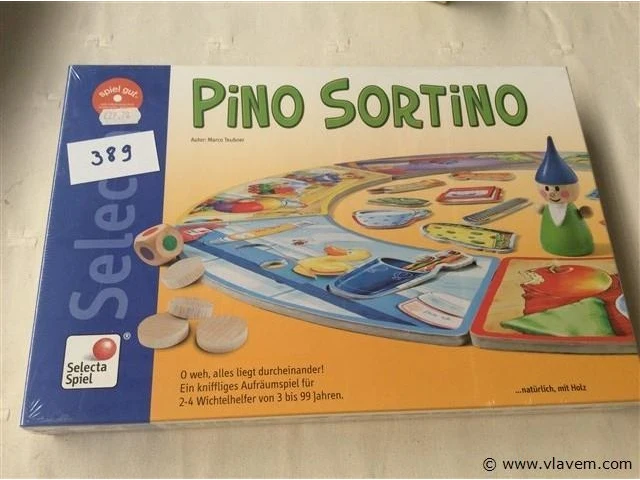 spiel gut
389
PiNO SORTiNO
Autor: Marco Teubner
Selec
Selecta
Spiel
®
O weh, alles liegt durcheinander!
Ein kniffliges Aufräumspiel für
2-4 Wichtelhelfer von 3 bis 99 Jahren.
...natürlich, mit Holz
© www.vlavem.com